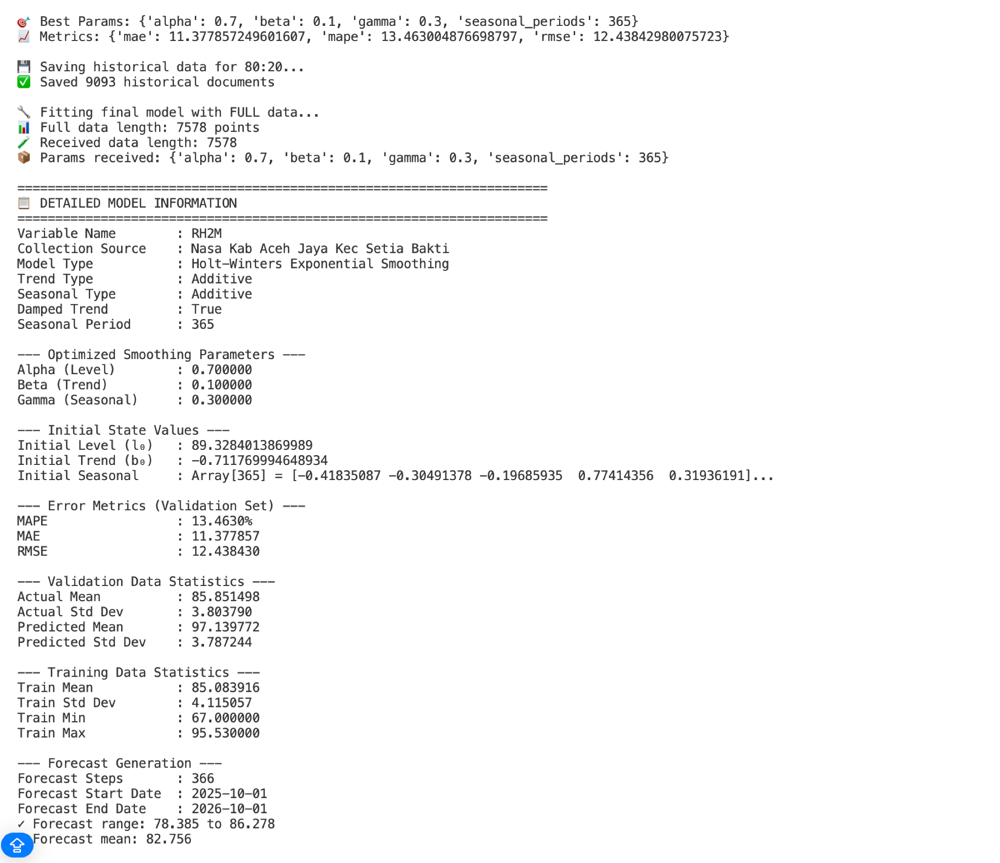 🎯 Best Params: {'alpha': 0.7, 'beta': 0.1, 'gamma': 0.3, 'seasonal_periods': 365}
📈 Metrics: {'mae': 11.377857249601607, 'mape': 13.463004876698797, 'rmse': 12.43842980075723}
💾 Saving historical data for 80:20...
✅ Saved 9093 historical documents
🔧 Fitting final model with FULL data...
📊 Full data length: 7578 points
🧪 Received data length: 7578
📦 Params received: {'alpha': 0.7, 'beta': 0.1, 'gamma': 0.3, 'seasonal_periods': 365}
======================================================================
📋 DETAILED MODEL INFORMATION
======================================================================
Variable Name        : RH2M
Collection Source    : Nasa Kab Aceh Jaya Kec Setia Bakti
Model Type           : Holt-Winters Exponential Smoothing
Trend Type           : Additive
Seasonal Type        : Additive
Damped Trend         : True
Seasonal Period      : 365
--- Optimized Smoothing Parameters ---
Alpha (Level)        : 0.700000
Beta (Trend)         : 0.100000
Gamma (Seasonal)     : 0.300000
--- Initial State Values ---
Initial Level (l₀)   : 89.3284013869989
Initial Trend (b₀)   : -0.711769994648934
Initial Seasonal     : Array[365] = [-0.41835087 -0.30491378 -0.19685935  0.77414356  0.31936191]...
--- Error Metrics (Validation Set) ---
MAPE                 : 13.4630%
MAE                  : 11.377857
RMSE                 : 12.438430
--- Validation Data Statistics ---
Actual Mean          : 85.851498
Actual Std Dev       : 3.803790
Predicted Mean       : 97.139772
Predicted Std Dev    : 3.787244
--- Training Data Statistics ---
Train Mean           : 85.083916
Train Std Dev        : 4.115057
Train Min            : 67.000000
Train Max            : 95.530000
--- Forecast Generation ---
Forecast Steps       : 366
Forecast Start Date  : 2025-10-01
Forecast End Date    : 2026-10-01
✓ Forecast range: 78.385 to 86.278
Forecast mean: 82.756